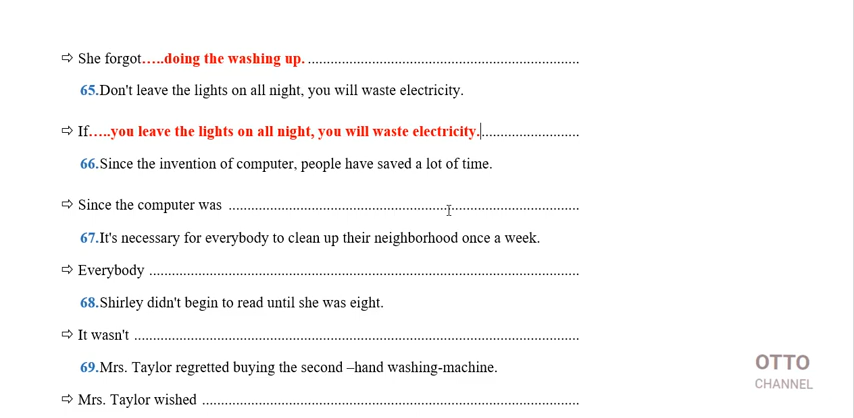 ⇨ She forgot…..doing the washing up. ......................................................................
65.Don't leave the lights on all night, you will waste electricity.
⇨ If…..you leave the lights on all night, you will waste electricity..........................
66.Since the invention of computer, people have saved a lot of time.
⇨ Since the computer was ..........................................................................................
67.It's necessary for everybody to clean up their neighborhood once a week.
⇨ Everybody ...............................................................................................................
68.Shirley didn't begin to read until she was eight.
⇨ It wasn't ...................................................................................................................
69.Mrs. Taylor regretted buying the second –hand washing-machine.
⇨ Mrs. Taylor wished .................................................................................................
OTTO
CHANNEL